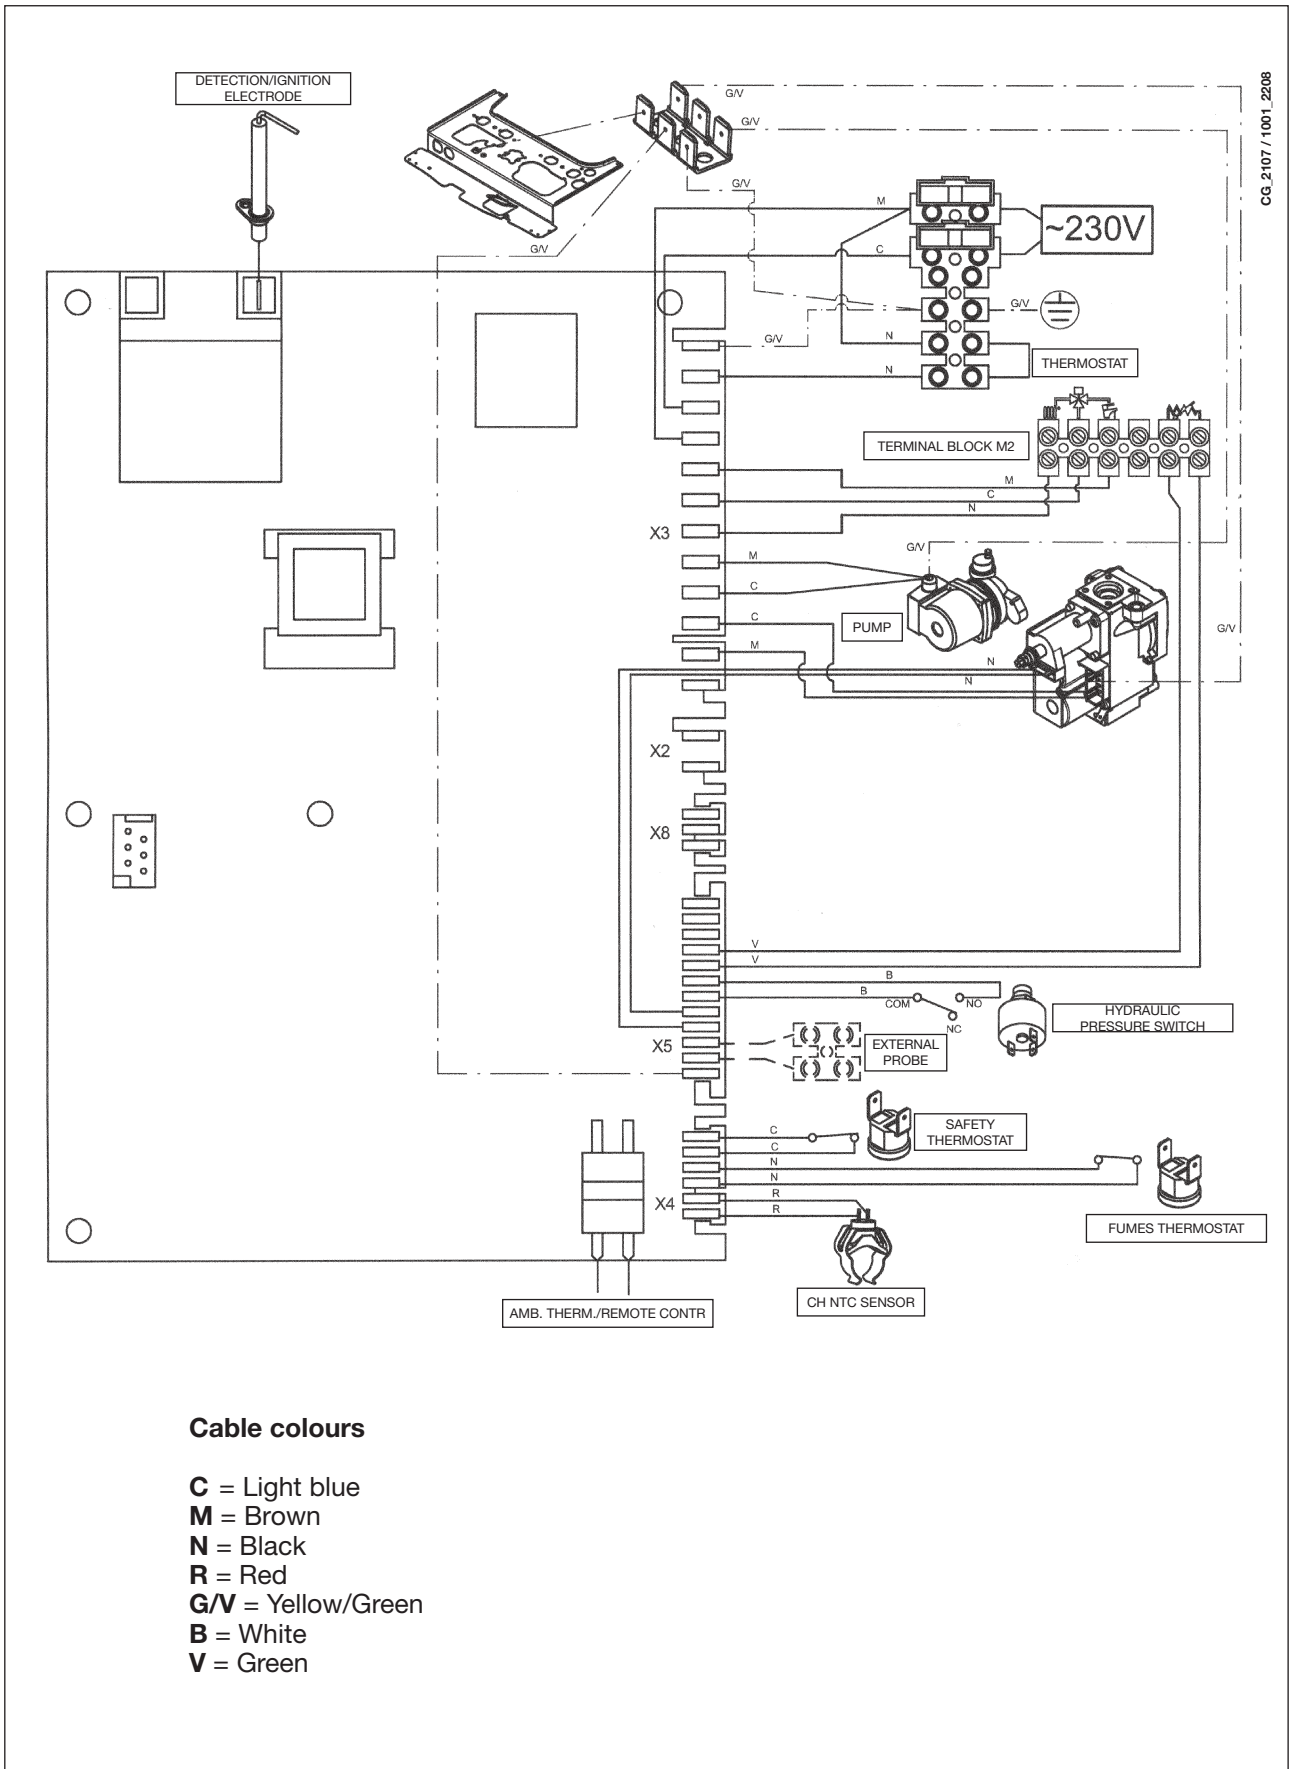 DETECTION/IGNITION
ELECTRODE
CG_2107 / 1001_2208
G/V
G/V
G/V
M
~230V
G/V
C
G/V
G/V
N
THERMOSTAT
N
TERMINAL BLOCK M2
M
C
N
X3
G/V
M
C
PUMP
C
G/V
M
N
N
X2
X8
V
V
B
B
COM
NO
NC
HYDRAULIC
PRESSURE SWITCH
X5
EXTERNAL
PROBE
C
SAFETY
THERMOSTAT
C
N
N
R
X4
R
FUMES THERMOSTAT
CH NTC SENSOR
AMB. THERM./REMOTE CONTR
Cable colours
C = Light blue
M = Brown
N = Black
R = Red
G/V = Yellow/Green
B = White
V = Green